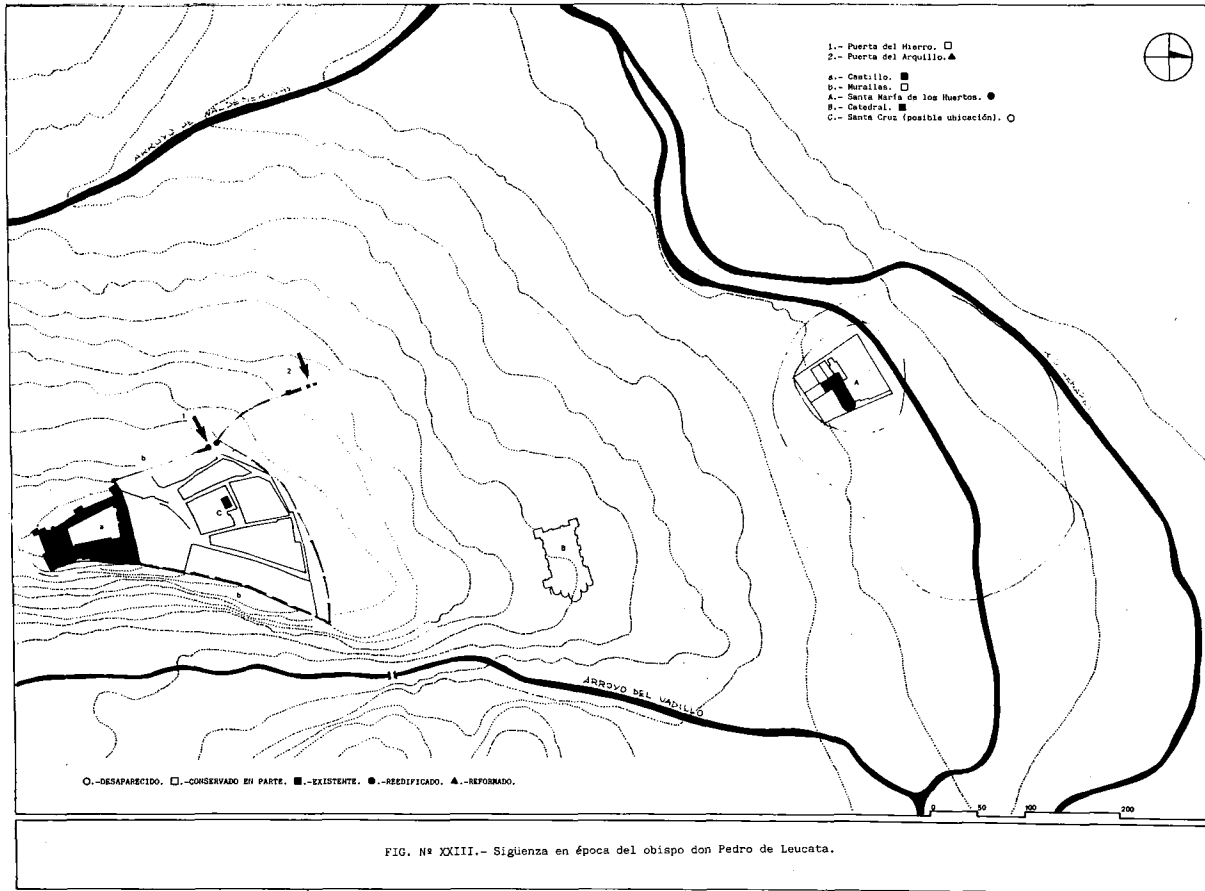 1.- Puerta del Hierro. □
2.- Puerta del Arquillo. ▲
a.- Castillo. ■
b.- Murallas. □
A.- Santa María de los Huertos. ●
B.- Catedral. ■
C.- Santa Cruz (posible ubicación). ○
ARROYO DE
2
1
b
a
C
b
B
A
ARROYO DEL VADILLO
○.-DESAPARECIDO. □.-CONSERVADO EN PARTE. ■.-EXISTENTE. ●.-REEDIFICADO. ▲.-REFORMADO.
0 50 100 200
FIG. Nº XXIII.- Sigüenza en época del obispo don Pedro de Leucata.